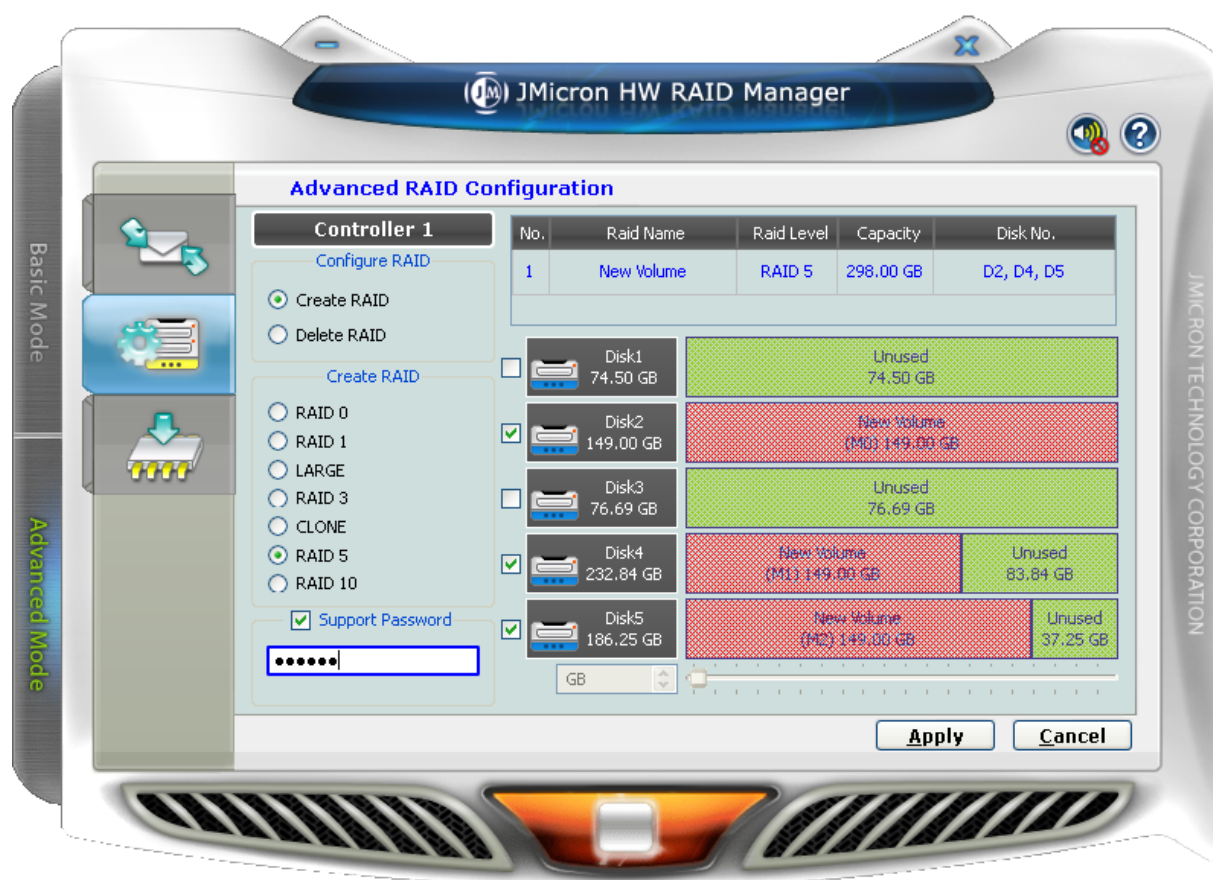 JMicron HW RAID Manager
Advanced RAID Configuration
Basic Mode
Advanced Mode
Controller 1
Configure RAID
Create RAID
Delete RAID
Create RAID
RAID 0
RAID 1
LARGE
RAID 3
CLONE
RAID 5
RAID 10
Support Password
●●●●●●
No. Raid Name Raid Level Capacity Disk No.
1 New Volume RAID 5 298.00 GB D2, D4, D5
Disk1
74.50 GB
Unused
74.50 GB
Disk2
149.00 GB
New Volume
(M0) 149.00 GB
Disk3
76.69 GB
Unused
76.69 GB
Disk4
232.84 GB
New Volume
(M1) 149.00 GB
Unused
83.84 GB
Disk5
186.25 GB
New Volume
(M2) 149.00 GB
Unused
37.25 GB
GB
Apply Cancel
JMICRON TECHNOLOGY CORPORATION